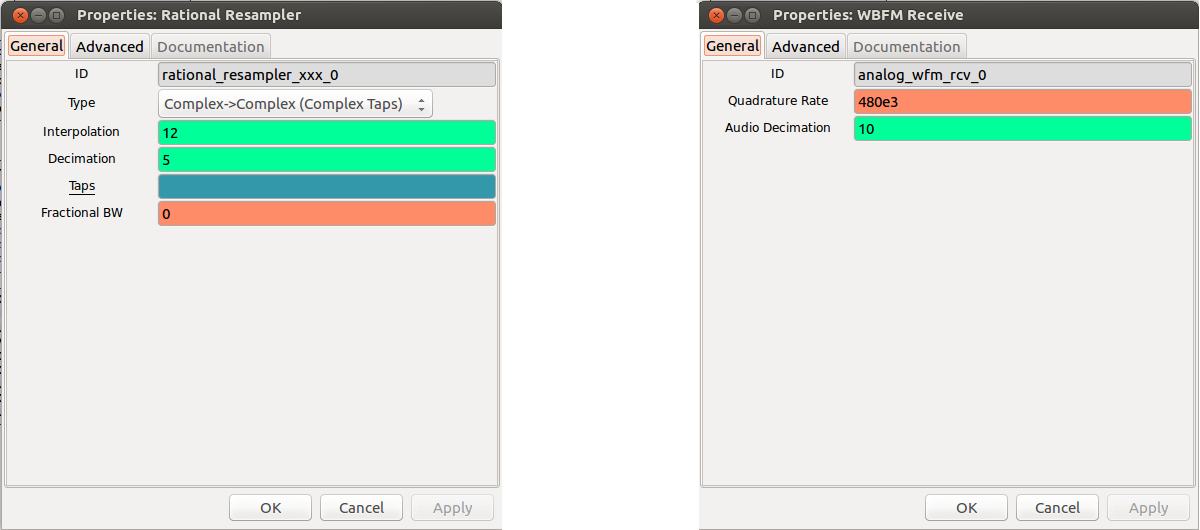 Properties: Rational Resampler
General Advanced Documentation
ID rational_resampler_xxx_0
Type Complex->Complex (Complex Taps)
Interpolation 12
Decimation 5
Taps
Fractional BW 0
OK Cancel Apply
Properties: WBFM Receive
General Advanced Documentation
ID analog_wfm_rcv_0
Quadrature Rate 480e3
Audio Decimation 10
OK Cancel Apply